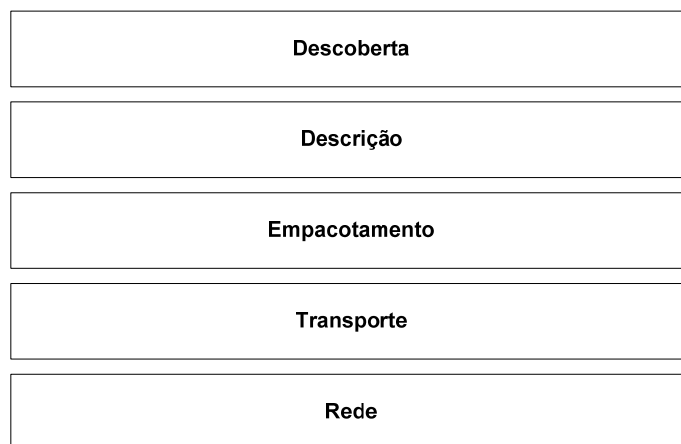 Descoberta
Descrição
Empacotamento
Transporte
Rede